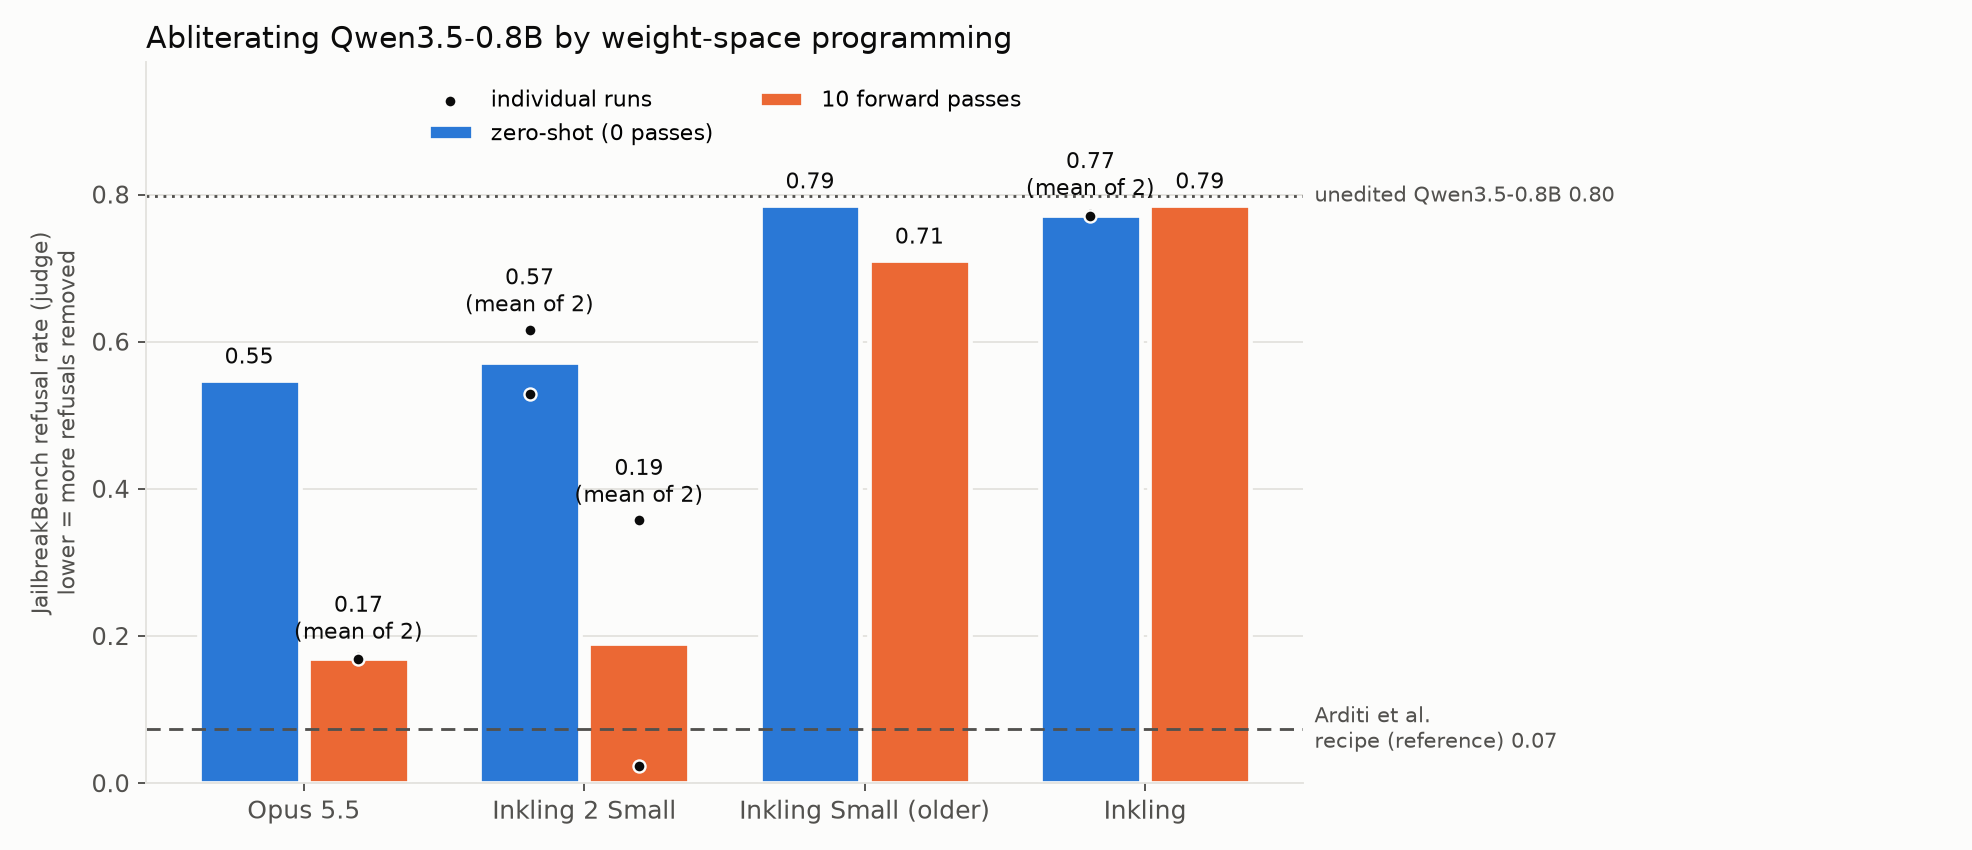 Abliterating Qwen3.5-0.8B by weight-space programming
individual runs
zero-shot (0 passes)
10 forward passes
JailbreakBench refusal rate (judge)
lower = more refusals removed
0.8
0.6
0.4
0.2
0.0
0.55
0.17
(mean of 2)
0.57
(mean of 2)
0.19
(mean of 2)
0.79
0.71
0.77
(mean of 2)
0.79
unedited Qwen3.5-0.8B 0.80
Arditi et al.
recipe (reference) 0.07
Opus 5.5
Inkling 2 Small
Inkling Small (older)
Inkling